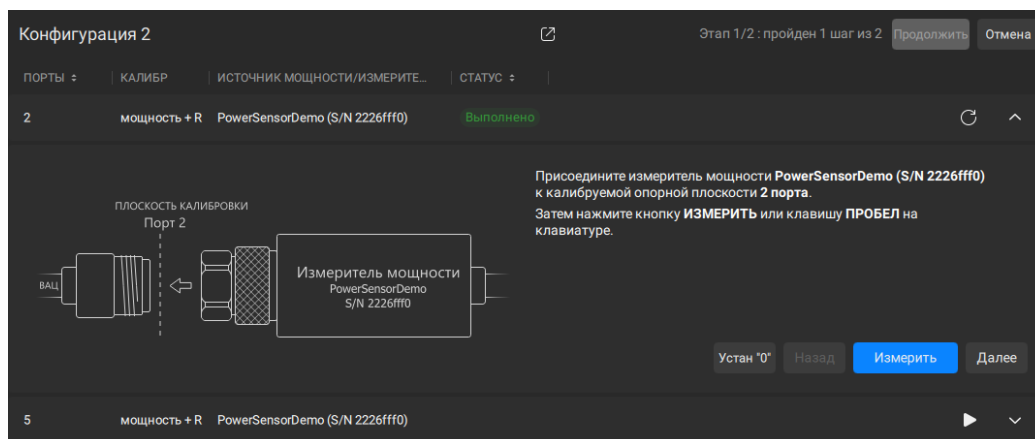 Конфигурация 2
Этап 1/2 : пройден 1 шаг из 2 Продолжить Отмена
ПОРТЫ КАЛИБР ИСТОЧНИК МОЩНОСТИ/ИЗМЕРИТЕ... СТАТУС
2 мощность + R PowerSensorDemo (S/N 2226fff0) Выполнено
ПЛОСКОСТЬ КАЛИБРОВКИ
Порт 2
ВАЦ
Измеритель мощности
PowerSensorDemo
S/N 2226fff0
Присоедините измеритель мощности PowerSensorDemo (S/N 2226fff0)
к калибруемой опорной плоскости 2 порта.
Затем нажмите кнопку ИЗМЕРИТЬ или клавишу ПРОБЕЛ на
клавиатуре.
Устан "0" Назад Измерить Далее
5 мощность + R PowerSensorDemo (S/N 2226fff0)